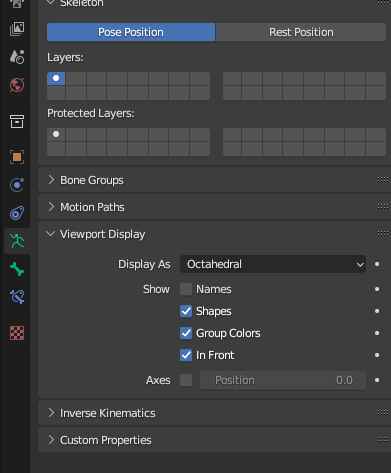 Skeleton
Pose Position Rest Position
Layers:
Protected Layers:
Bone Groups
Motion Paths
Viewport Display
Display As Octahedral
Show Names
Shapes
Group Colors
In Front
Axes Position 0.0
Inverse Kinematics
Custom Properties